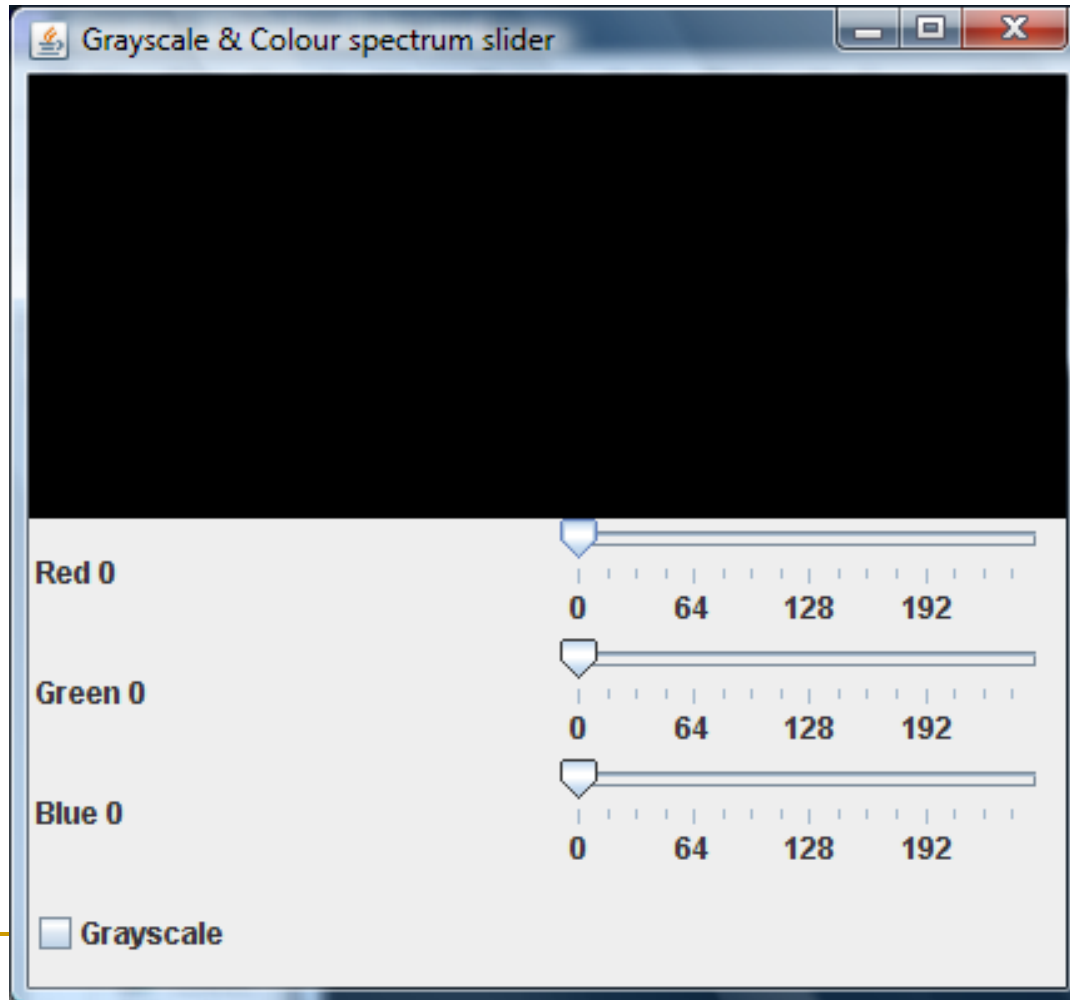 Grayscale & Colour spectrum slider
Red 0
0 64 128 192
Green 0
0 64 128 192
Blue 0
0 64 128 192
Grayscale